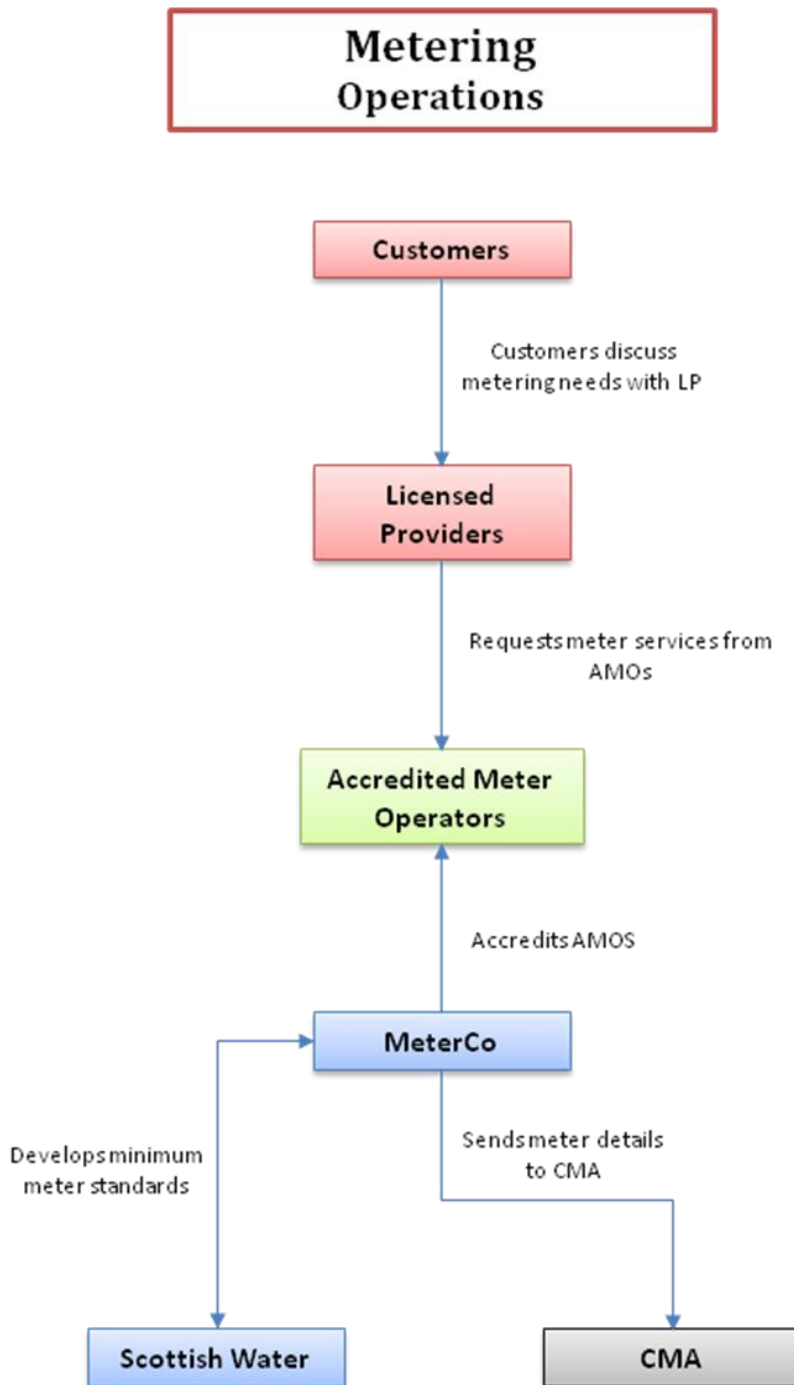 Metering
Operations
Customers
Customers discuss
metering needs with LP
Licensed
Providers
Requests meter services from
AMOs
Accredited Meter
Operators
Accredits AMOS
MeterCo
Develops minimum
meter standards
Sends meter details
to CMA
Scottish Water
CMA